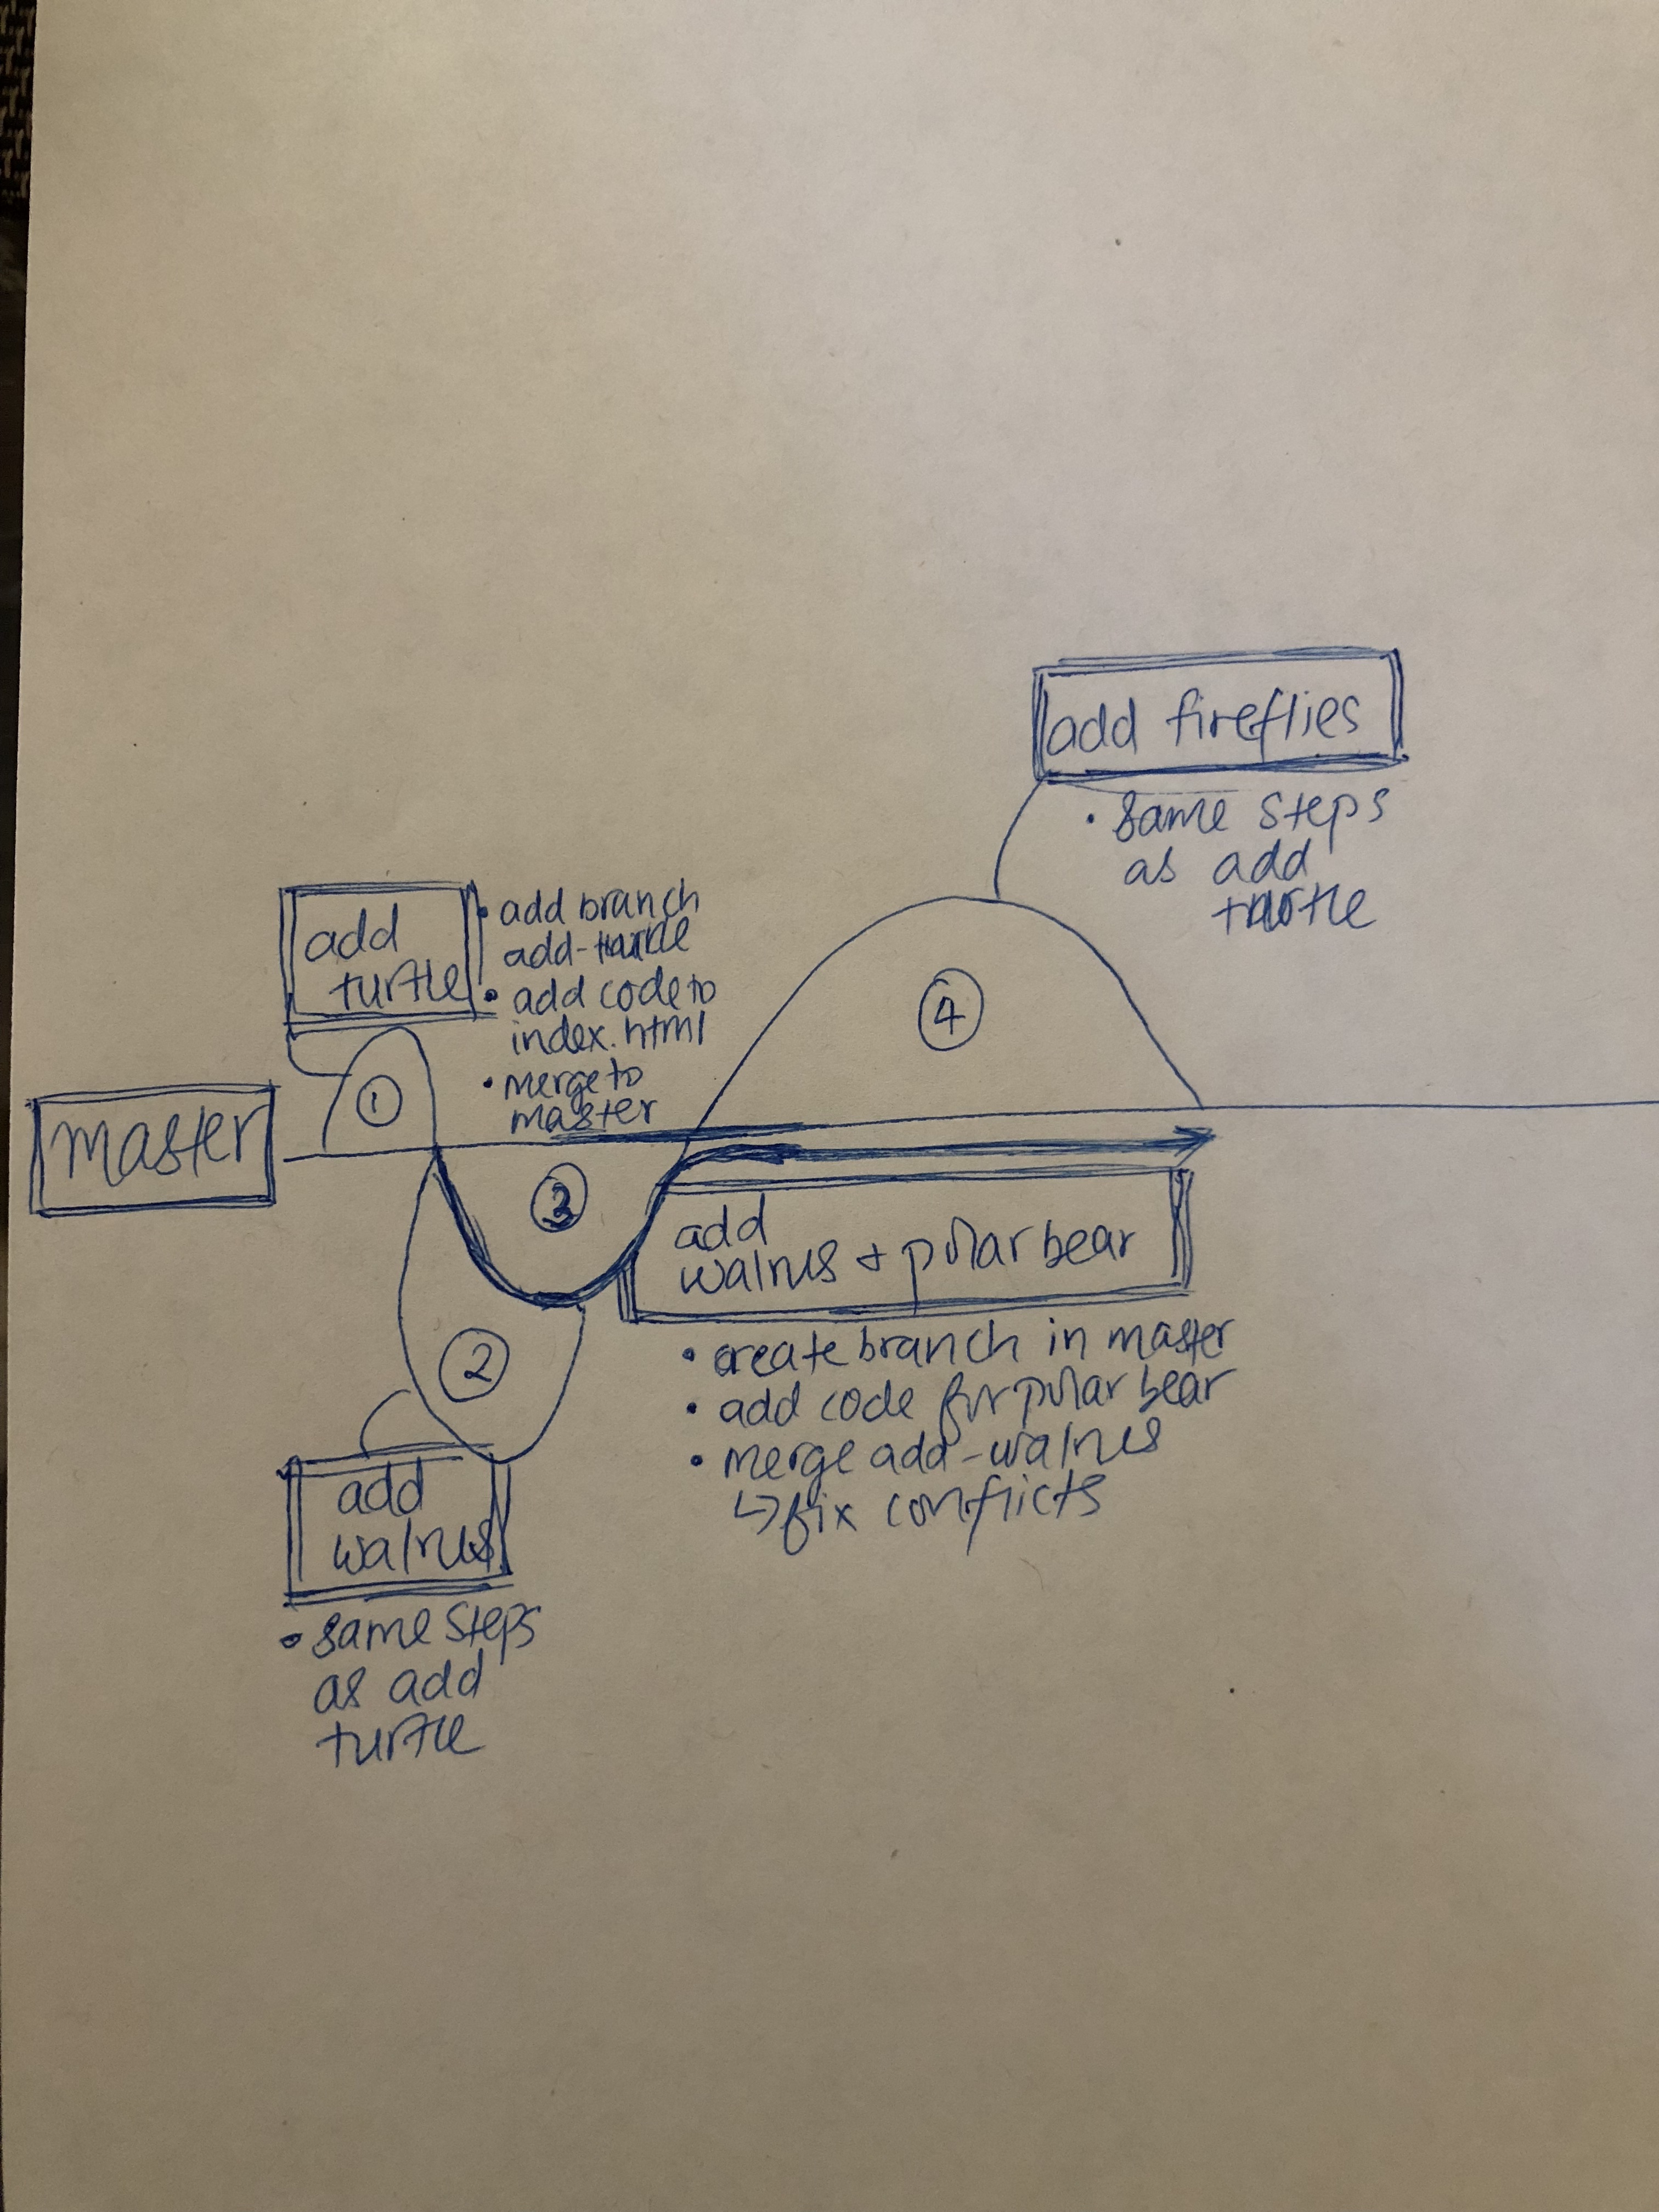 add fireflies
• same steps
as add
turtle
add
turtle
• add branch
add-turtle
• add code to
index.html
• merge to
master
master
1
4
3
add
walrus + polar bear
• create branch in master
• add code for polar bear
• merge add-walrus
↳ fix conflicts
2
add
walrus
• same steps
as add
turtle